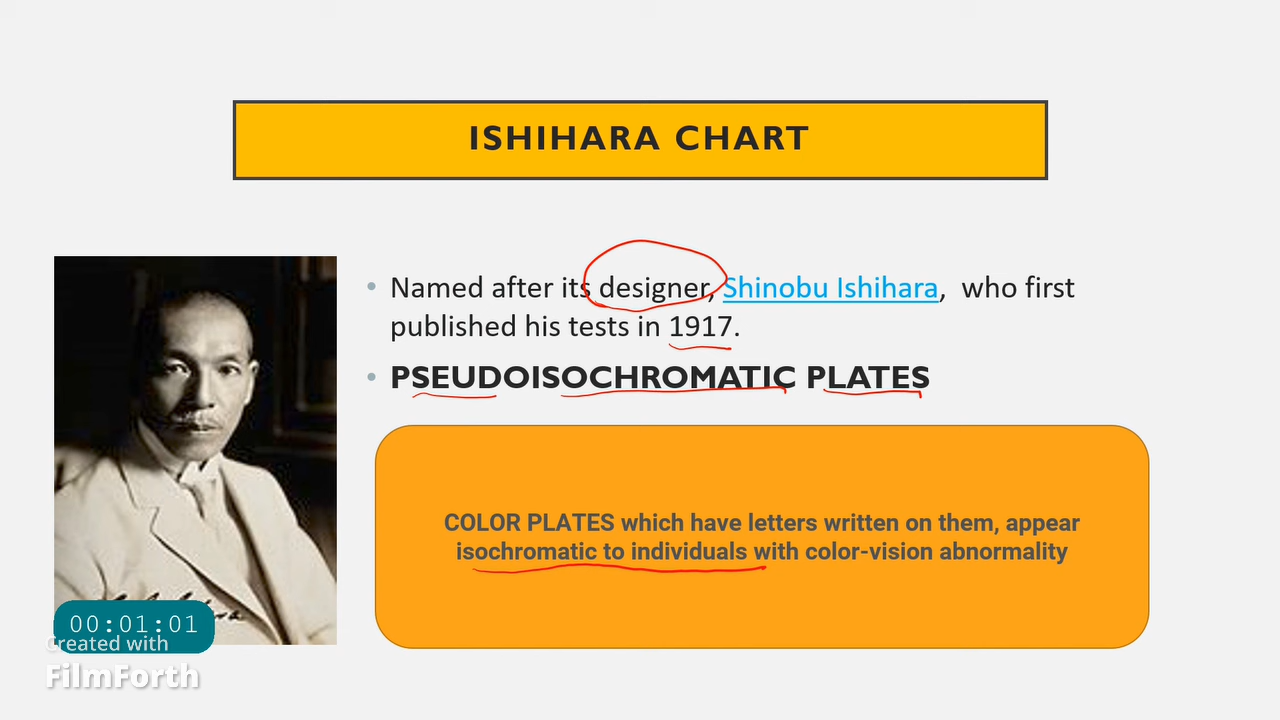 ISHIHARA CHART
• Named after its designer, Shinobu Ishihara,  who first
published his tests in 1917.
• PSEUDOISOCHROMATIC PLATES
COLOR PLATES which have letters written on them, appear
isochromatic to individuals with color-vision abnormality
00:01:01
Created with
FilmForth